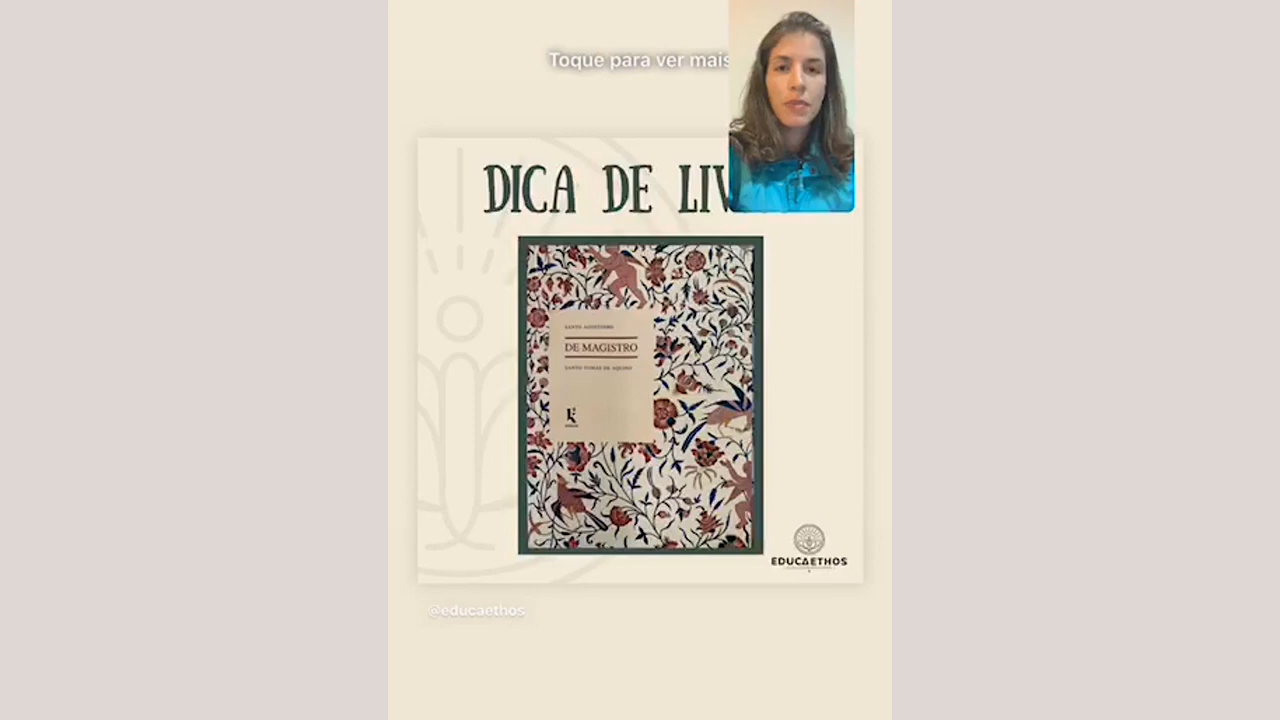 Toque para ver mais
DICA DE LIV
SANTO AGOSTINHO
DE MAGISTRO
SANTO TOMÁS DE AQUINO
EDUCAETHOS
@educaethos